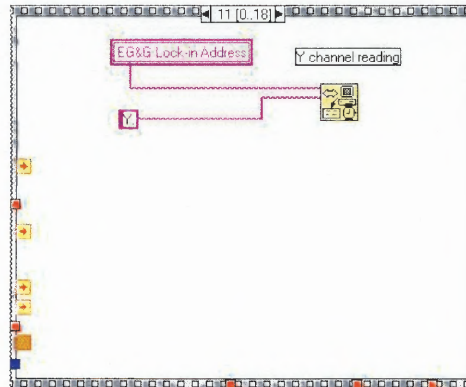 11 [0..18]
EG&G Lock-in Address
Y channel reading
Y.